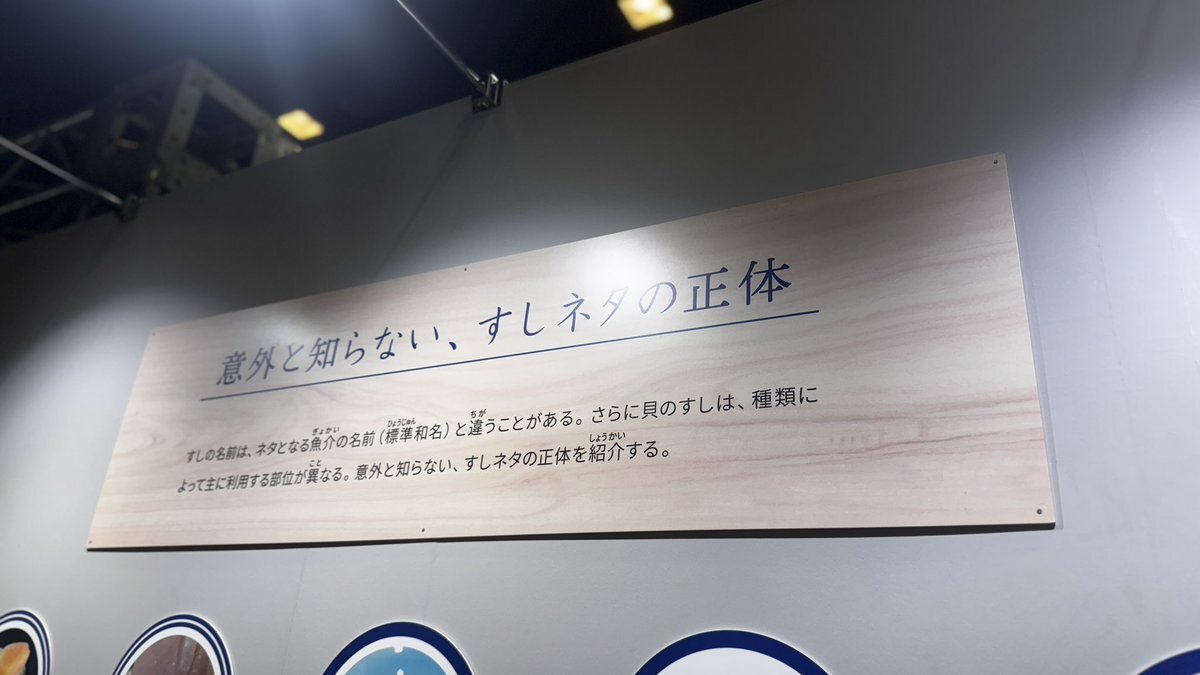 意外と知らない、すしネタの正体
すしの名前は、ネタとなる魚介の名前(標準和名)と違うことがある。さらに貝のすしは、種類に
よって主に利用する部位が異なる。意外と知らない、すしネタの正体を紹介する。